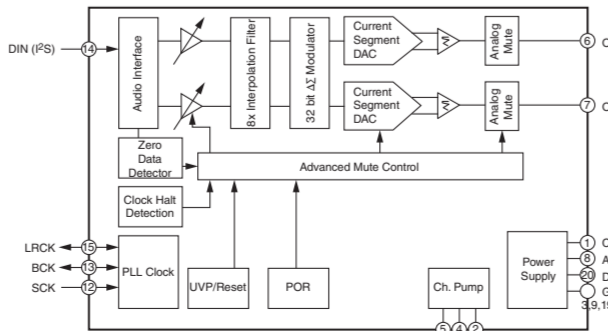 DIN (I²S)
14
Audio Interface
8x Interpolation Filter
32 bit ΔΣ Modulator
Current
Segment
DAC
Analog
Mute
6
Current
Segment
DAC
Analog
Mute
7
Zero
Data
Detector
Advanced Mute Control
Clock Halt
Detection
LRCK
15
BCK
13
SCK
12
PLL Clock
UVP/Reset
POR
Ch. Pump
Power
Supply
1
8
A
20
D
5
4
2